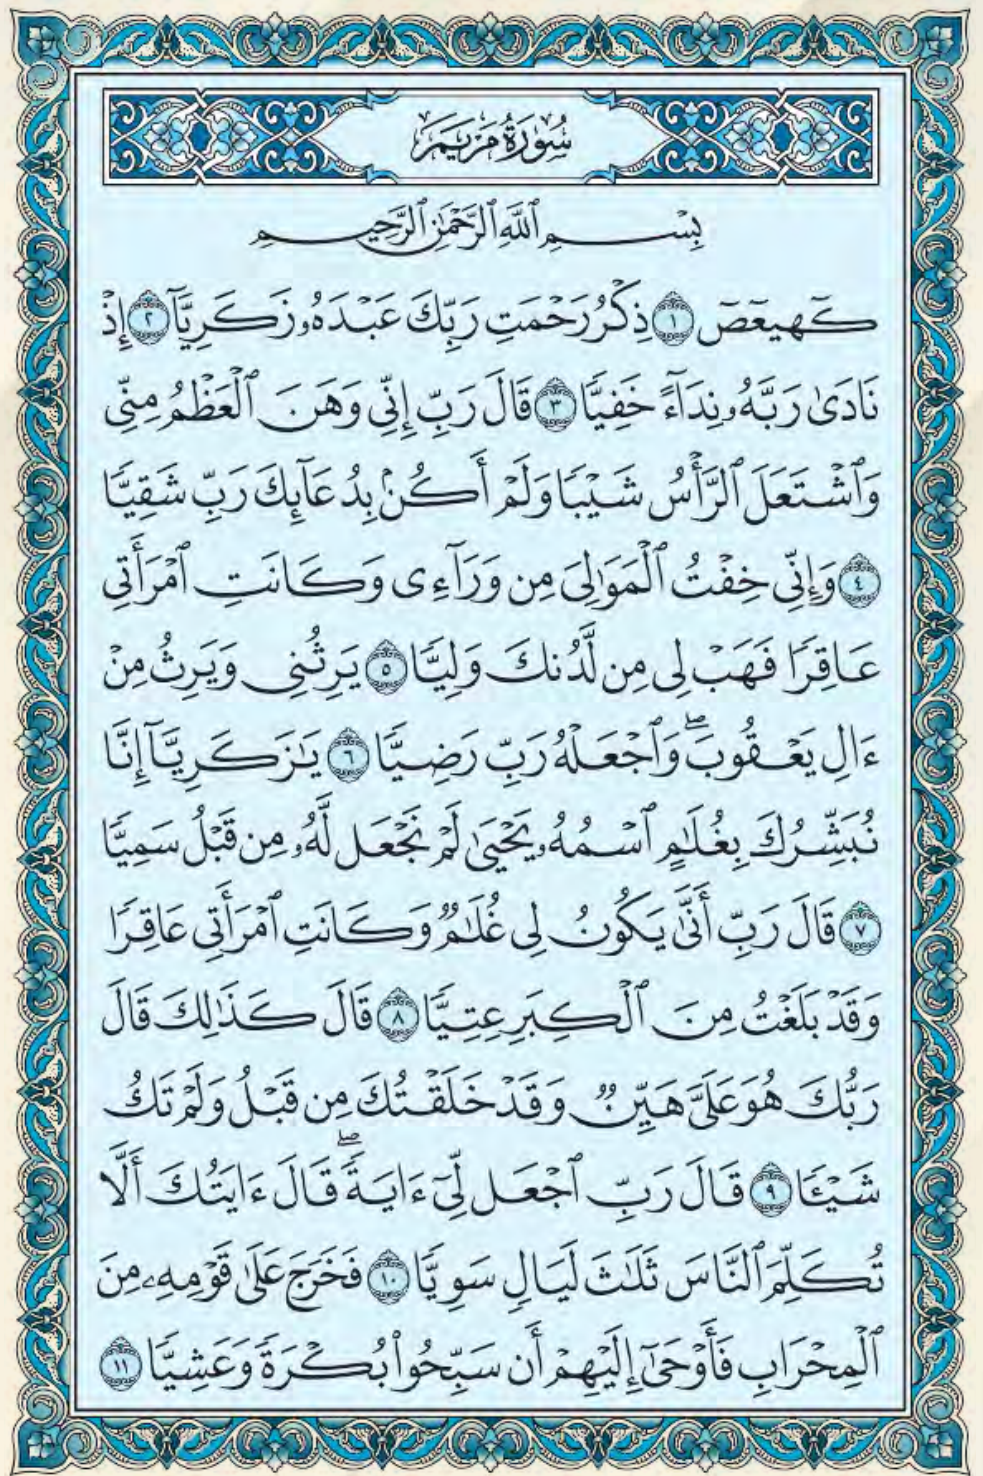 سُورَةُ مَرْيَمَ
بِسْمِ ٱللَّهِ ٱلرَّحْمَٰنِ ٱلرَّحِيمِ
كٓهيعٓصٓ ١ ذِكْرُ رَحْمَتِ رَبِّكَ عَبْدَهُۥ زَكَرِيَّآ ٢ إِذْ
نَادَىٰ رَبَّهُۥ نِدَآءً خَفِيًّا ٣ قَالَ رَبِّ إِنِّى وَهَنَ ٱلْعَظْمُ مِنِّى
وَٱشْتَعَلَ ٱلرَّأْسُ شَيْبًا وَلَمْ أَكُنۢ بِدُعَآئِكَ رَبِّ شَقِيًّا
٤ وَإِنِّى خِفْتُ ٱلْمَوَٰلِىَ مِن وَرَآءِى وَكَانَتِ ٱمْرَأَتِى
عَاقِرًا فَهَبْ لِى مِن لَّدُنكَ وَلِيًّا ٥ يَرِثُنِى وَيَرِثُ مِنْ
ءَالِ يَعْقُوبَ ۖ وَٱجْعَلْهُ رَبِّ رَضِيًّا ٦ يَٰزَكَرِيَّآ إِنَّا
نُبَشِّرُكَ بِغُلَٰمٍ ٱسْمُهُۥ يَحْيَىٰ لَمْ نَجْعَل لَّهُۥ مِن قَبْلُ سَمِيًّا
٧ قَالَ رَبِّ أَنَّىٰ يَكُونُ لِى غُلَٰمٌ وَكَانَتِ ٱمْرَأَتِى عَاقِرًا
وَقَدْ بَلَغْتُ مِنَ ٱلْكِبَرِ عِتِيًّا ٨ قَالَ كَذَٰلِكَ قَالَ
رَبُّكَ هُوَ عَلَىَّ هَيِّنٌ وَقَدْ خَلَقْتُكَ مِن قَبْلُ وَلَمْ تَكُ
شَيْـًٔا ٩ قَالَ رَبِّ ٱجْعَل لِّىٓ ءَايَةً ۖ قَالَ ءَايَتُكَ أَلَّا
تُكَلِّمَ ٱلنَّاسَ ثَلَٰثَ لَيَالٍ سَوِيًّا ١٠ فَخَرَجَ عَلَىٰ قَوْمِهِۦ مِنَ
ٱلْمِحْرَابِ فَأَوْحَىٰٓ إِلَيْهِمْ أَن سَبِّحُوا۟ بُكْرَةً وَعَشِيًّا ١١